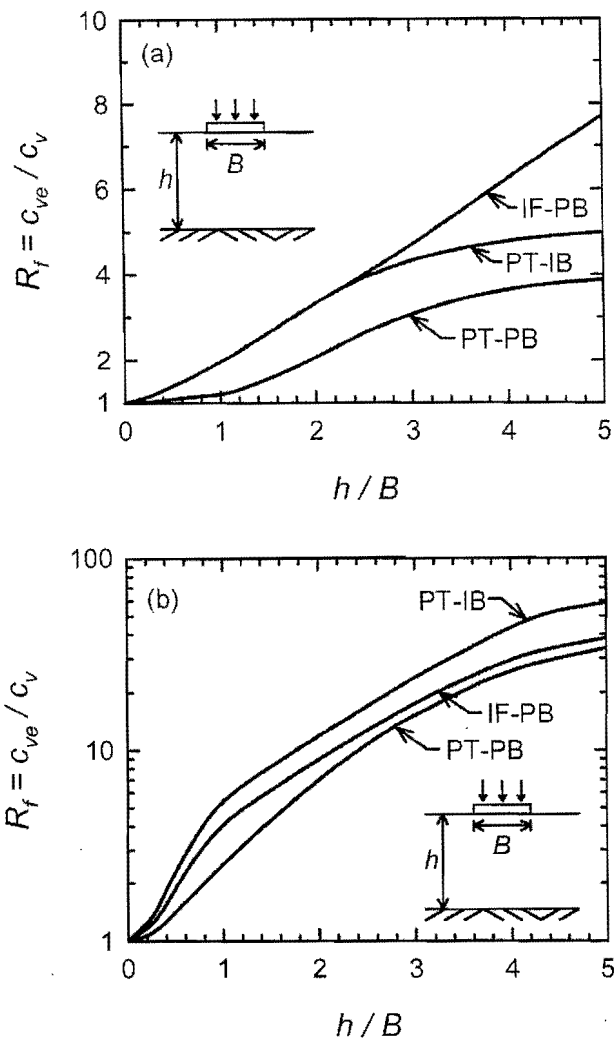 10
(a)
8
B
h
6
IF-PB
PT-IB
4
PT-PB
2
1
0 1 2 3 4 5
R_f = c_ve / c_v
h / B
100
(b)
PT-IB
IF-PB
PT-PB
10
B
h
1
0 1 2 3 4 5
R_f = c_ve / c_v
h / B